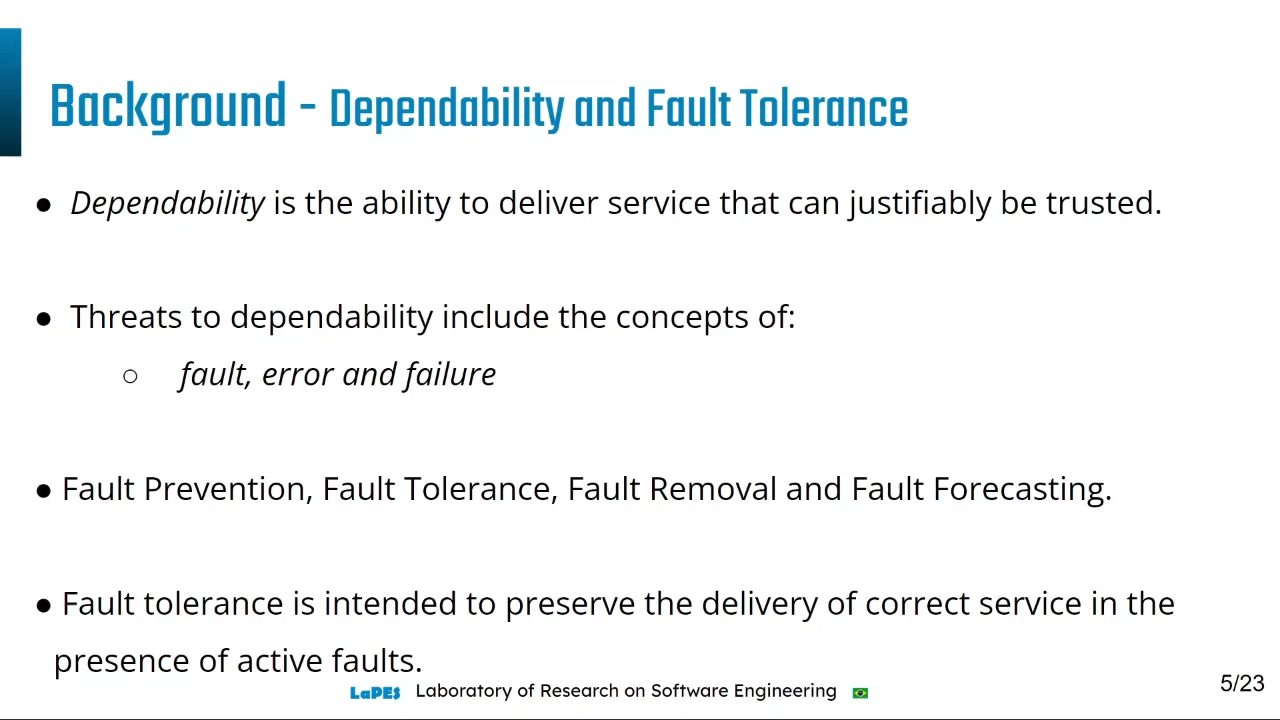 Background - Dependability and Fault Tolerance
● Dependability is the ability to deliver service that can justifiably be trusted.
● Threats to dependability include the concepts of:
○ fault, error and failure
● Fault Prevention, Fault Tolerance, Fault Removal and Fault Forecasting.
● Fault tolerance is intended to preserve the delivery of correct service in the
presence of active faults.
LaPES Laboratory of Research on Software Engineering
5/23